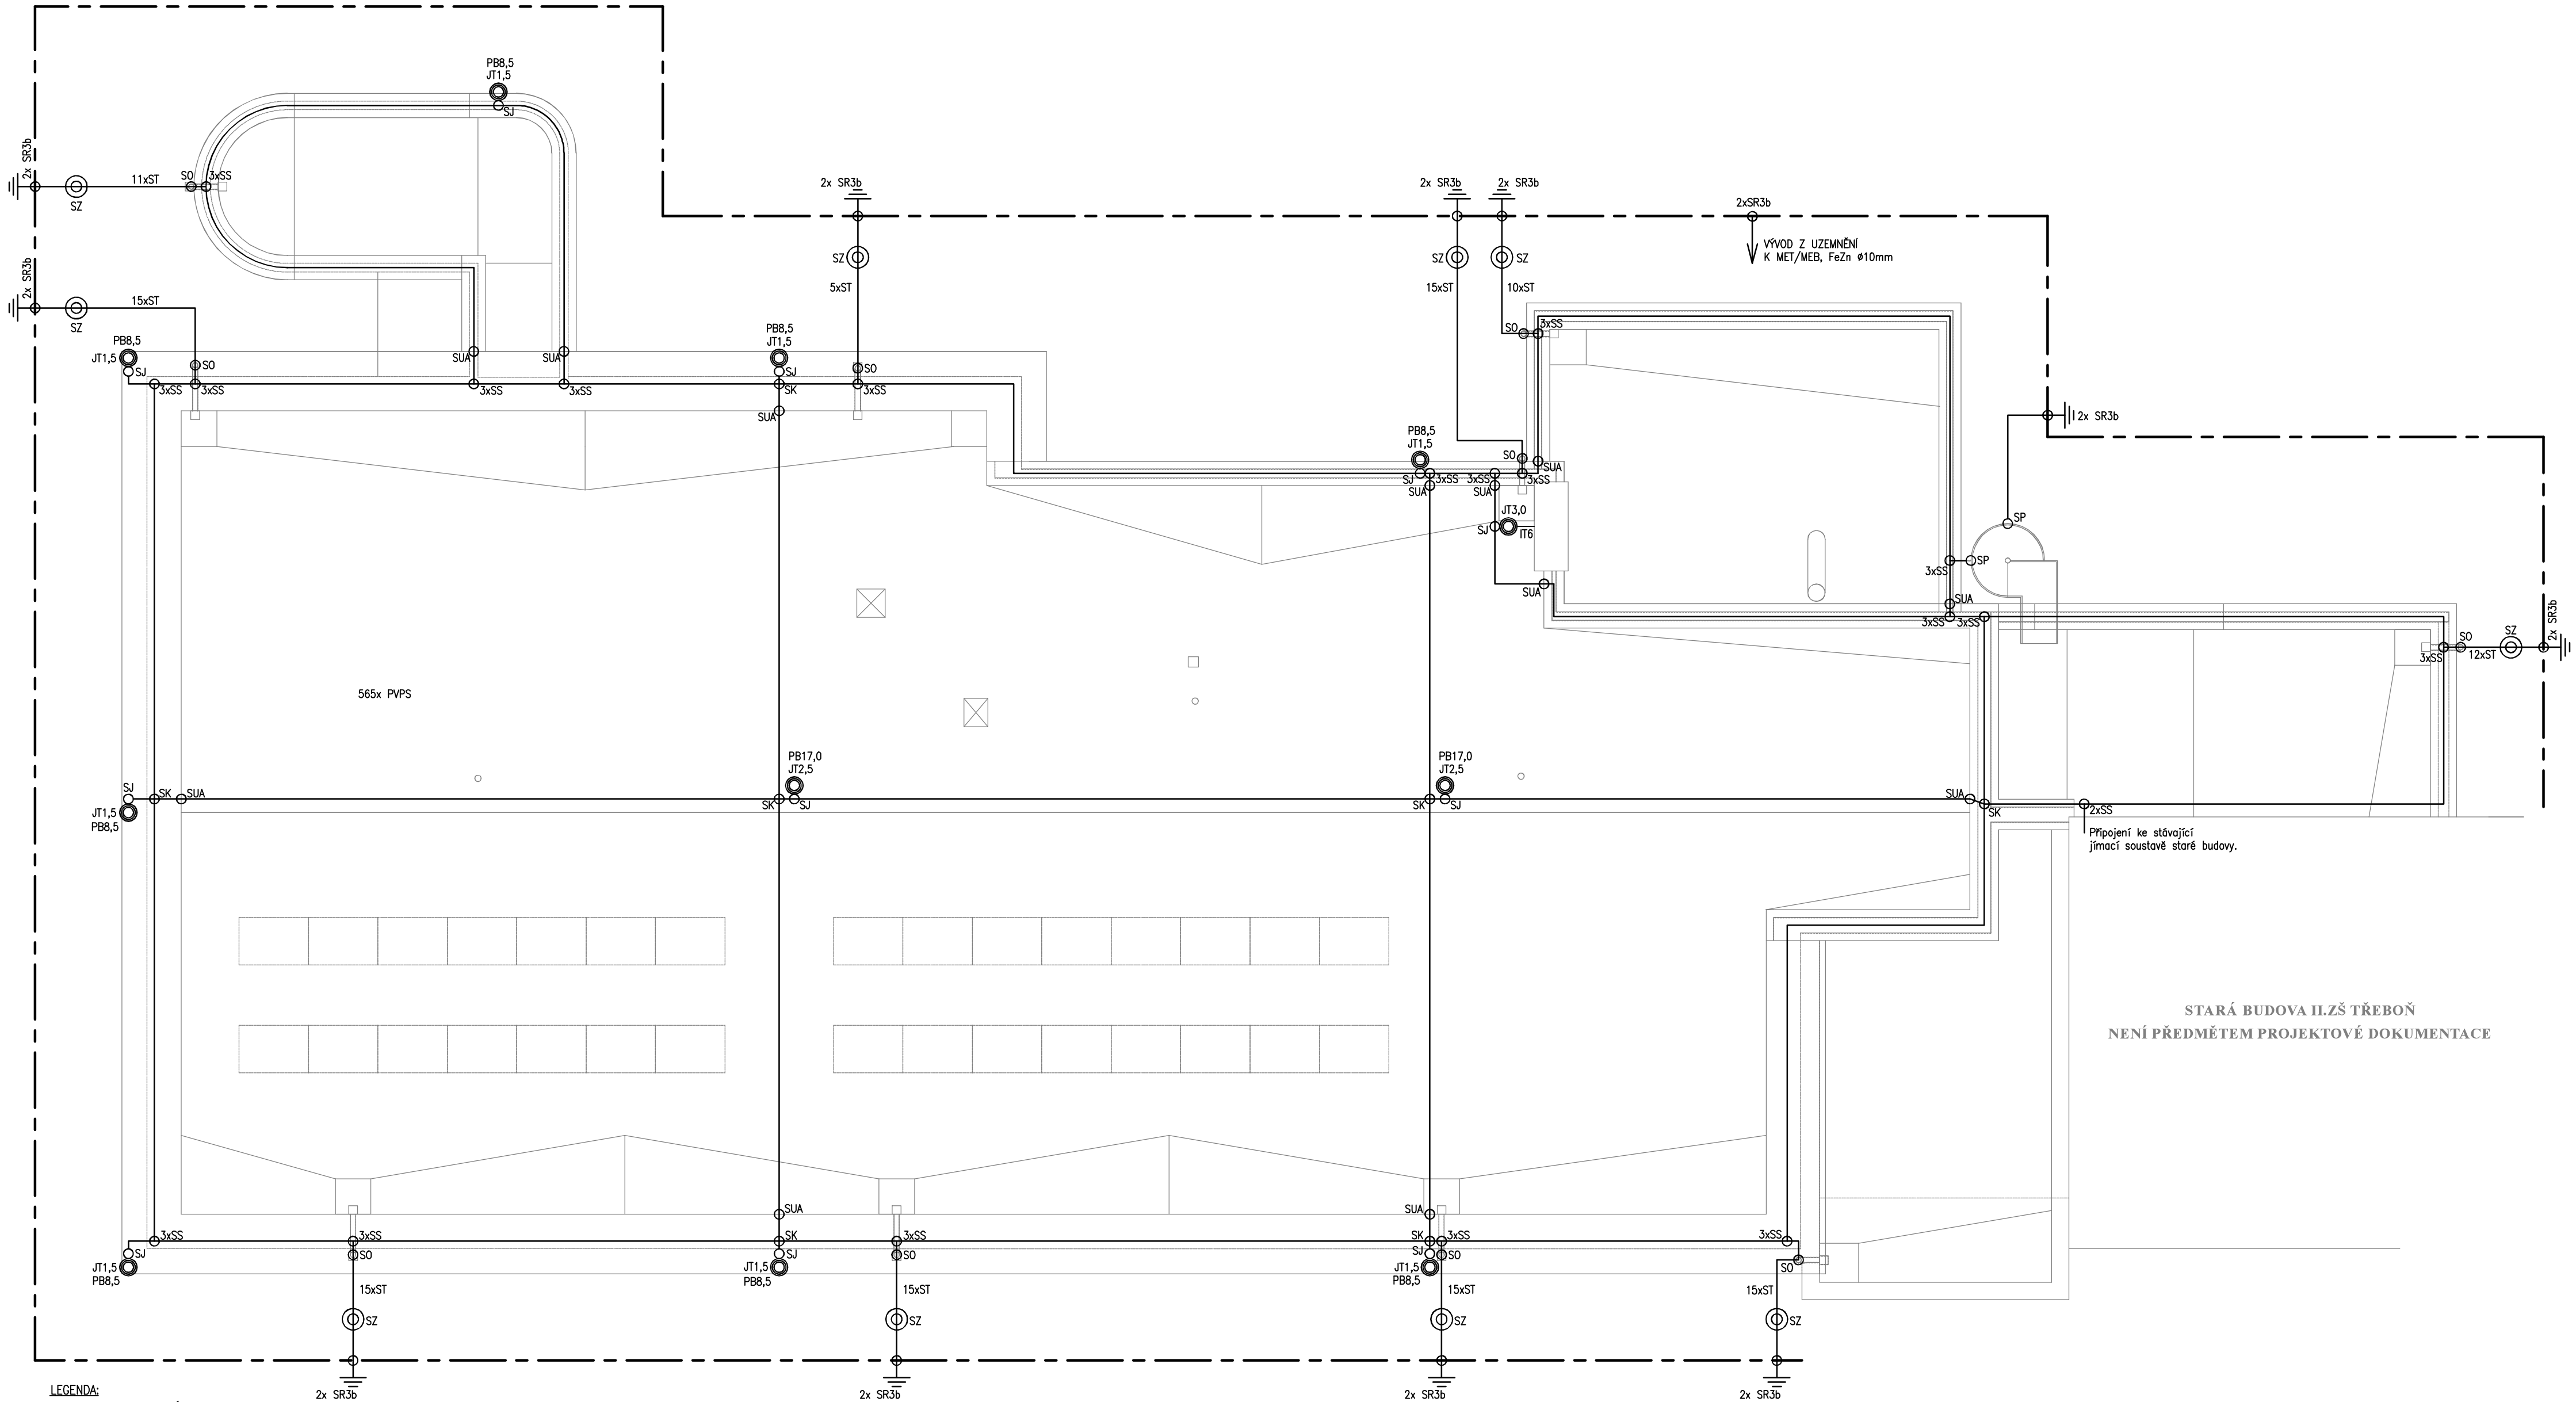 PB8,5
JT1,5
SJ
2x SR3b
11xST
SO
3xSS
SZ
2x SR3b
2x SR3b
2x SR3b
2xSR3b
VÝVOD Z UZEMNĚNÍ
K MET/MEB, FeZn ø10mm
2x SR3b
SZ
SZ
SZ
5xST
15xST
10xST
15xST
SZ
SO
3xSS
PB8,5
JT1,5
SJ
SO
3xSS
SUA
3xSS
SUA
3xSS
PB8,5
JT1,5
SJ
SK
SUA
SO
3xSS
2x SR3b
PB8,5
JT1,5
SJ
3xSS
SUA
3xSS
SUA
SO
3xSS
SUA
JT3,0
SJ
IT6
SUA
SP
3xSS
SP
SUA
3xSS
3xSS
2x SR3b
SO
SZ
3xSS
12xST
565x PVPS
SJ
SK
SUA
JT1,5
PB8,5
PB17,0
JT2,5
SK
SJ
PB17,0
JT2,5
SK
SJ
SUA
SK
2xSS
Připojení ke stávající
jímací soustavě staré budovy.
STARÁ BUDOVA II.ZŠ TŘEBOŇ
NENÍ PŘEDMĚTEM PROJEKTOVÉ DOKUMENTACE
SUA
SUA
3xSS
3xSS
SK
3xSS
SK
3xSS
3xSS
SJ
SO
SJ
SO
SJ
SO
SO
JT1,5
PB8,5
JT1,5
PB8,5
JT1,5
PB8,5
15xST
15xST
15xST
15xST
SZ
SZ
SZ
SZ
LEGENDA:
2x SR3b
2x SR3b
2x SR3b
2x SR3b